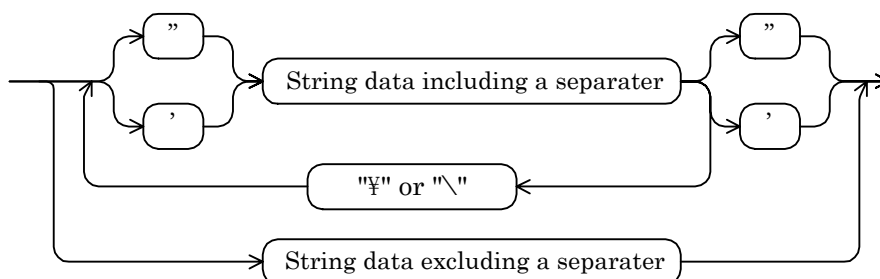 ” ”
String data including a separater
’ ’
"¥" or "\"
String data excluding a separater